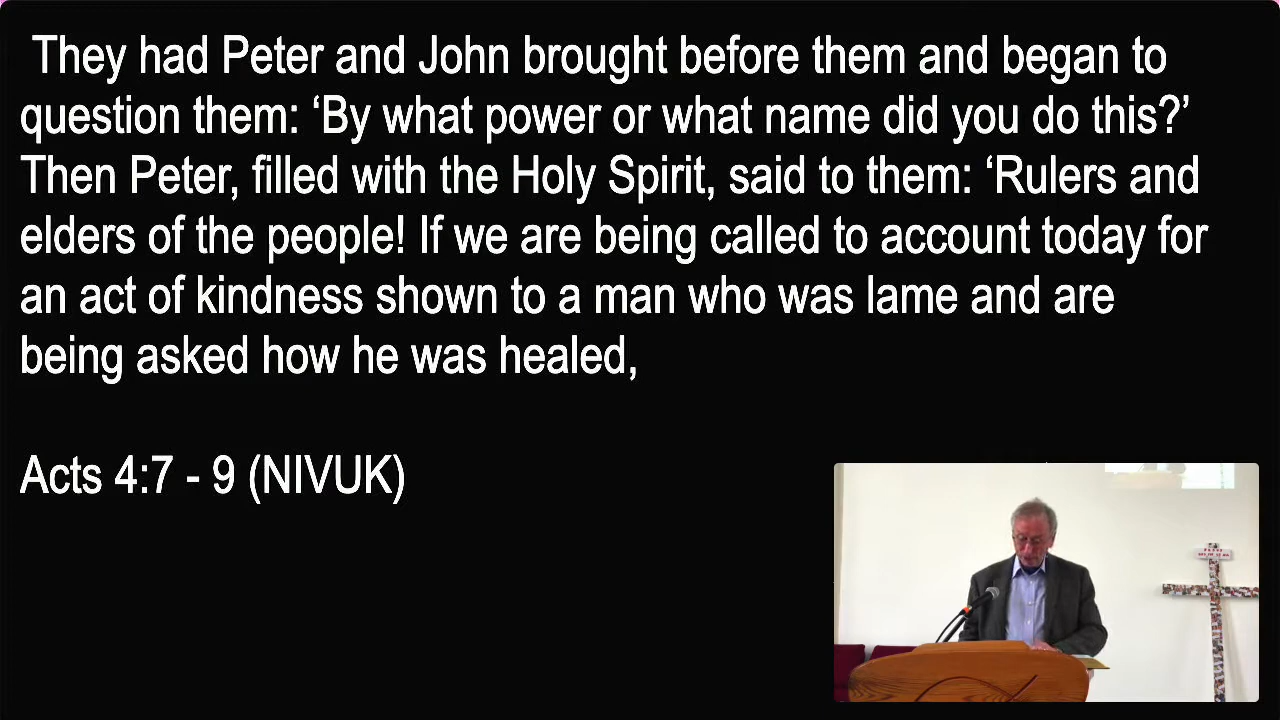 They had Peter and John brought before them and began to
question them: ‘By what power or what name did you do this?’
Then Peter, filled with the Holy Spirit, said to them: ‘Rulers and
elders of the people! If we are being called to account today for
an act of kindness shown to a man who was lame and are
being asked how he was healed,
Acts 4:7 - 9 (NIVUK)